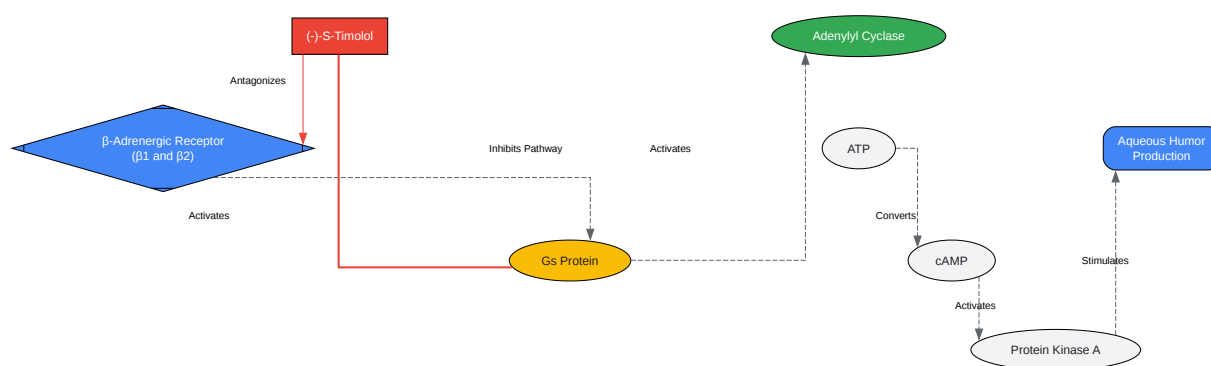 (-)-S-Timolol
Adenylyl Cyclase
Antagonizes
β-Adrenergic Receptor
(β1 and β2)
Inhibits Pathway
Activates
ATP
Aqueous Humor
Production
Activates
Converts
Gs Protein
cAMP
Stimulates
Activates
Protein Kinase A